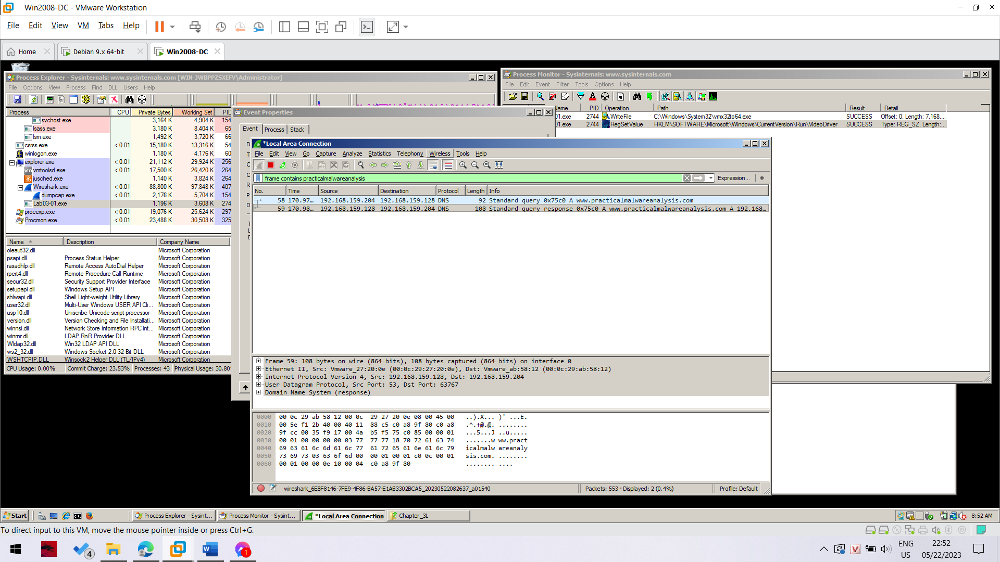 Win2008-DC - VMware Workstation
File Edit View VM Tabs Help
Home Debian 9.x 64-bit Win2008-DC
Process Explorer - Sysinternals: www.sysinternals.com [WIN-JWBPPZSXEFV\Administrator]
File Options View Process Find DLL Users Help
Process CPU Private Bytes Working Set PID
svchost.exe 3,164 K 4,904 K 154
lsass.exe 3,180 K 8,404 K 65
lsm.exe 1,492 K 3,720 K 66
csrss.exe < 0.01 15,180 K 13,316 K 54
winlogon.exe 1,180 K 4,176 K 60
explorer.exe < 0.01 21,112 K 29,924 K 256
vmtoolsd.exe < 0.01 17,500 K 26,420 K 264
jusched.exe 1,140 K 3,824 K 264
Wireshark.exe < 0.01 88,800 K 97,848 K 407
dumpcap.exe < 0.01 2,176 K 5,704 K 154
Lab03-01.exe 1,196 K 3,608 K 274
procexp.exe < 0.01 19,076 K 25,624 K 297
Procmon.exe < 0.01 23,488 K 30,508 K 325
Name Description Company Name
oleaut32.dll Microsoft Corporation
psapi.dll Process Status Helper Microsoft Corporation
rasadhlp.dll Remote Access AutoDial Helper Microsoft Corporation
rpcrt4.dll Remote Procedure Call Runtime Microsoft Corporation
secur32.dll Security Support Provider Interface Microsoft Corporation
setupapi.dll Windows Setup API Microsoft Corporation
shlwapi.dll Shell Light-weight Utility Library Microsoft Corporation
user32.dll Multi-User Windows USER API Cli... Microsoft Corporation
usp10.dll Uniscribe Unicode script processor Microsoft Corporation
version.dll Version Checking and File Installati... Microsoft Corporation
winnsi.dll Network Store Information RPC int... Microsoft Corporation
winrnr.dll LDAP RnR Provider DLL Microsoft Corporation
Wldap32.dll Win32 LDAP API DLL Microsoft Corporation
ws2_32.dll Windows Socket 2.0 32-Bit DLL Microsoft Corporation
WSHTCPIP.DLL Winsock2 Helper DLL (TL/IPv4) Microsoft Corporation
CPU Usage: 0.00% Commit Charge: 23.53% Processes: 43 Physical Usage: 30.80%
Event Properties
Event Process Stack
Process Monitor - Sysinternals: www.sysinternals.com
File Edit Event Filter Tools Options Help
Name PID Operation Path Result Detail
01.exe 2744 WriteFile C:\Windows\System32\vmx32to64.exe SUCCESS Offset: 0, Length: 7,168,...
01.exe 2744 RegSetValue HKLM\SOFTWARE\Microsoft\Windows\CurrentVersion\Run\VideoDriver SUCCESS Type: REG_SZ, Length:...
*Local Area Connection
File Edit View Go Capture Analyze Statistics Telephony Wireless Tools Help
frame contains practicalmalwareanalysis Expression... +
No. Time Source Destination Protocol Length Info
58 170.97... 192.168.159.204 192.168.159.128 DNS 92 Standard query 0x75c0 A www.practicalmalwareanalysis.com
59 170.98... 192.168.159.128 192.168.159.204 DNS 108 Standard query response 0x75c0 A www.practicalmalwareanalysis.com A 192.168...
Frame 59: 108 bytes on wire (864 bits), 108 bytes captured (864 bits) on interface 0
Ethernet II, Src: Vmware_27:20:0e (00:0c:29:27:20:0e), Dst: Vmware_ab:58:12 (00:0c:29:ab:58:12)
Internet Protocol Version 4, Src: 192.168.159.128, Dst: 192.168.159.204
User Datagram Protocol, Src Port: 53, Dst Port: 63767
Domain Name System (response)
0000 00 0c 29 ab 58 12 00 0c 29 27 20 0e 08 00 45 00 ..).X... )' ...E.
0010 00 5e f1 2b 40 00 40 11 88 c5 c0 a8 9f 80 c0 a8 .^.+@.@. ........
0020 9f cc 00 35 f9 17 00 4a b5 f5 75 c0 85 00 00 01 ...5...J ..u.....
0030 00 01 00 00 00 00 03 77 77 77 18 70 72 61 63 74 .......w ww.pract
0040 69 63 61 6c 6d 61 6c 77 61 72 65 61 6e 61 6c 79 icalmalw areanaly
0050 73 69 73 03 63 6f 6d 00 00 01 00 01 c0 0c 00 01 sis.com. ........
0060 00 01 00 00 0e 10 00 04 c0 a8 9f 80 ........ ....
wireshark_6E8F8146-7FE9-4F86-BA57-E1AB3302BCA5_20230522082637_a01540 Packets: 553 · Displayed: 2 (0.4%) Profile: Default
Start Process Explorer - Sysint... Process Monitor - Sysint... *Local Area Connection Chapter_3L 8:52 AM
To direct input to this VM, move the mouse pointer inside or press Ctrl+G.
4 1 ENG 22:52
US 05/22/2023